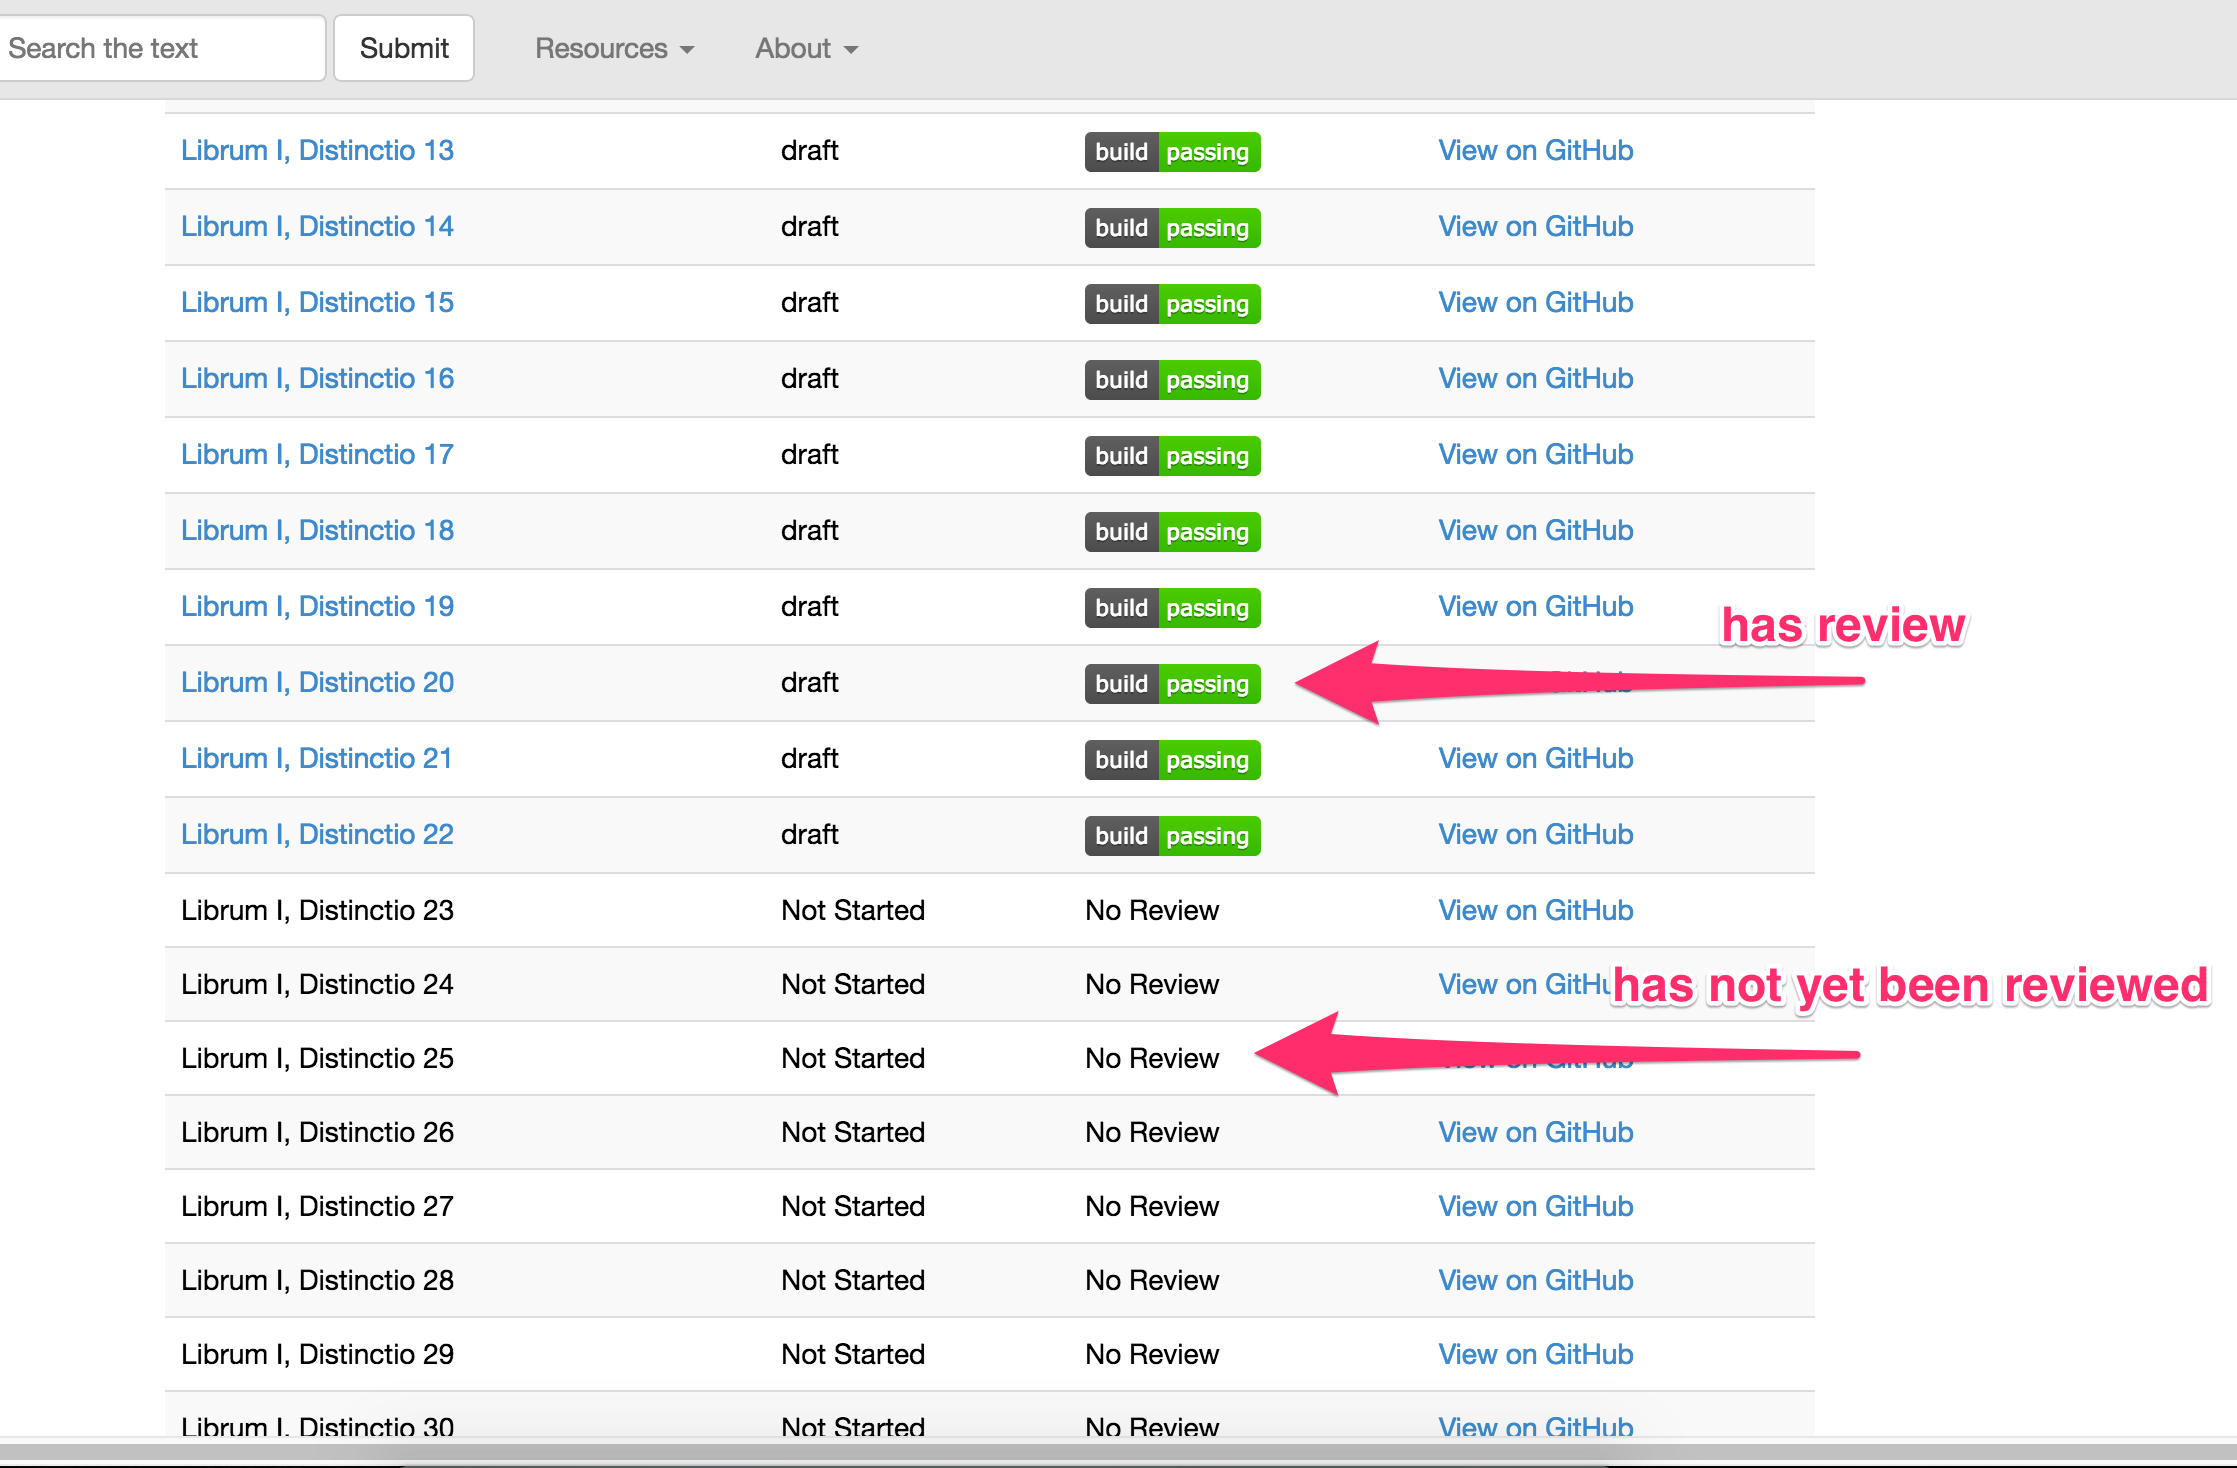 Search the text Submit Resources About
Librum I, Distinctio 13 draft build passing View on GitHub
Librum I, Distinctio 14 draft build passing View on GitHub
Librum I, Distinctio 15 draft build passing View on GitHub
Librum I, Distinctio 16 draft build passing View on GitHub
Librum I, Distinctio 17 draft build passing View on GitHub
Librum I, Distinctio 18 draft build passing View on GitHub
Librum I, Distinctio 19 draft build passing View on GitHub
has review
Librum I, Distinctio 20 draft build passing GitHub
Librum I, Distinctio 21 draft build passing View on GitHub
Librum I, Distinctio 22 draft build passing View on GitHub
Librum I, Distinctio 23 Not Started No Review View on GitHub
Librum I, Distinctio 24 Not Started No Review View on GitHu
has not yet been reviewed
Librum I, Distinctio 25 Not Started No Review View on GitHub
Librum I, Distinctio 26 Not Started No Review View on GitHub
Librum I, Distinctio 27 Not Started No Review View on GitHub
Librum I, Distinctio 28 Not Started No Review View on GitHub
Librum I, Distinctio 29 Not Started No Review View on GitHub
Librum I, Distinctio 30 Not Started No Review View on GitHub